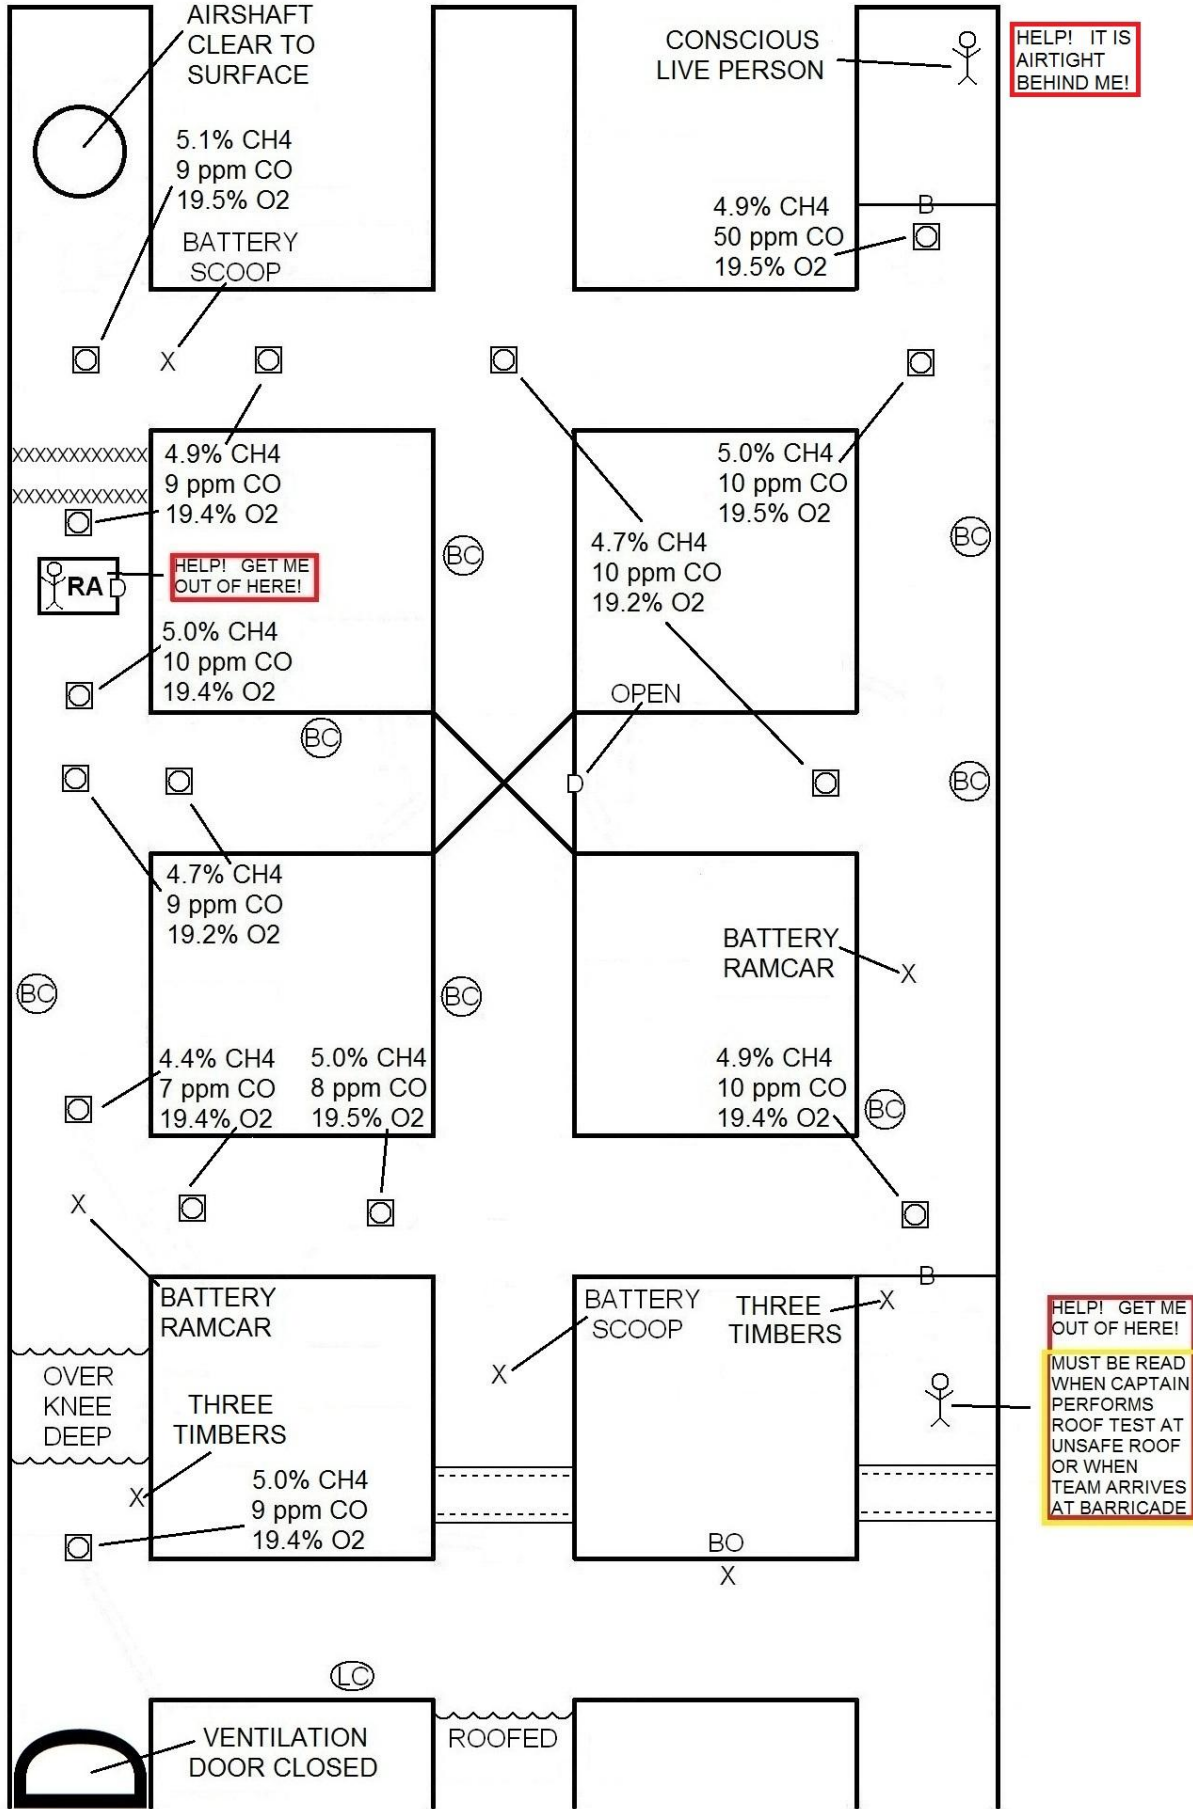 AIRSHAFT
CLEAR TO
SURFACE
CONSCIOUS
LIVE PERSON
HELP! IT IS
AIRTIGHT
BEHIND ME!
5.1% CH4
9 ppm CO
19.5% O2
BATTERY
SCOOP
X
B
4.9% CH4
50 ppm CO
19.5% O2
XXXXXXXXXXXX
XXXXXXXXXXXX
4.9% CH4
9 ppm CO
19.4% O2
5.0% CH4
10 ppm CO
19.5% O2
BC
BC
4.7% CH4
10 ppm CO
19.2% O2
RA
D
HELP! GET ME
OUT OF HERE!
5.0% CH4
10 ppm CO
19.4% O2
OPEN
BC
D
BC
4.7% CH4
9 ppm CO
19.2% O2
BATTERY
RAMCAR
X
BC
BC
4.4% CH4
7 ppm CO
19.4% O2
5.0% CH4
8 ppm CO
19.5% O2
4.9% CH4
10 ppm CO
19.4% O2
BC
X
BATTERY
RAMCAR
BATTERY
SCOOP
X
THREE
TIMBERS
X
B
HELP! GET ME
OUT OF HERE!
MUST BE READ
WHEN CAPTAIN
PERFORMS
ROOF TEST AT
UNSAFE ROOF
OR WHEN
TEAM ARRIVES
AT BARRICADE
OVER
KNEE
DEEP
THREE
TIMBERS
X
5.0% CH4
9 ppm CO
19.4% O2
BO
X
LC
VENTILATION
DOOR CLOSED
ROOFED